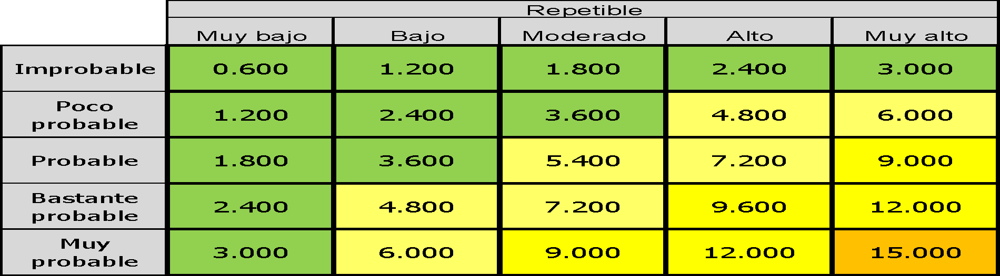 Repetible
Muy bajo Bajo Moderado Alto Muy alto
Improbable 0.600 1.200 1.800 2.400 3.000
Poco
probable 1.200 2.400 3.600 4.800 6.000
Probable 1.800 3.600 5.400 7.200 9.000
Bastante
probable 2.400 4.800 7.200 9.600 12.000
Muy
probable 3.000 6.000 9.000 12.000 15.000